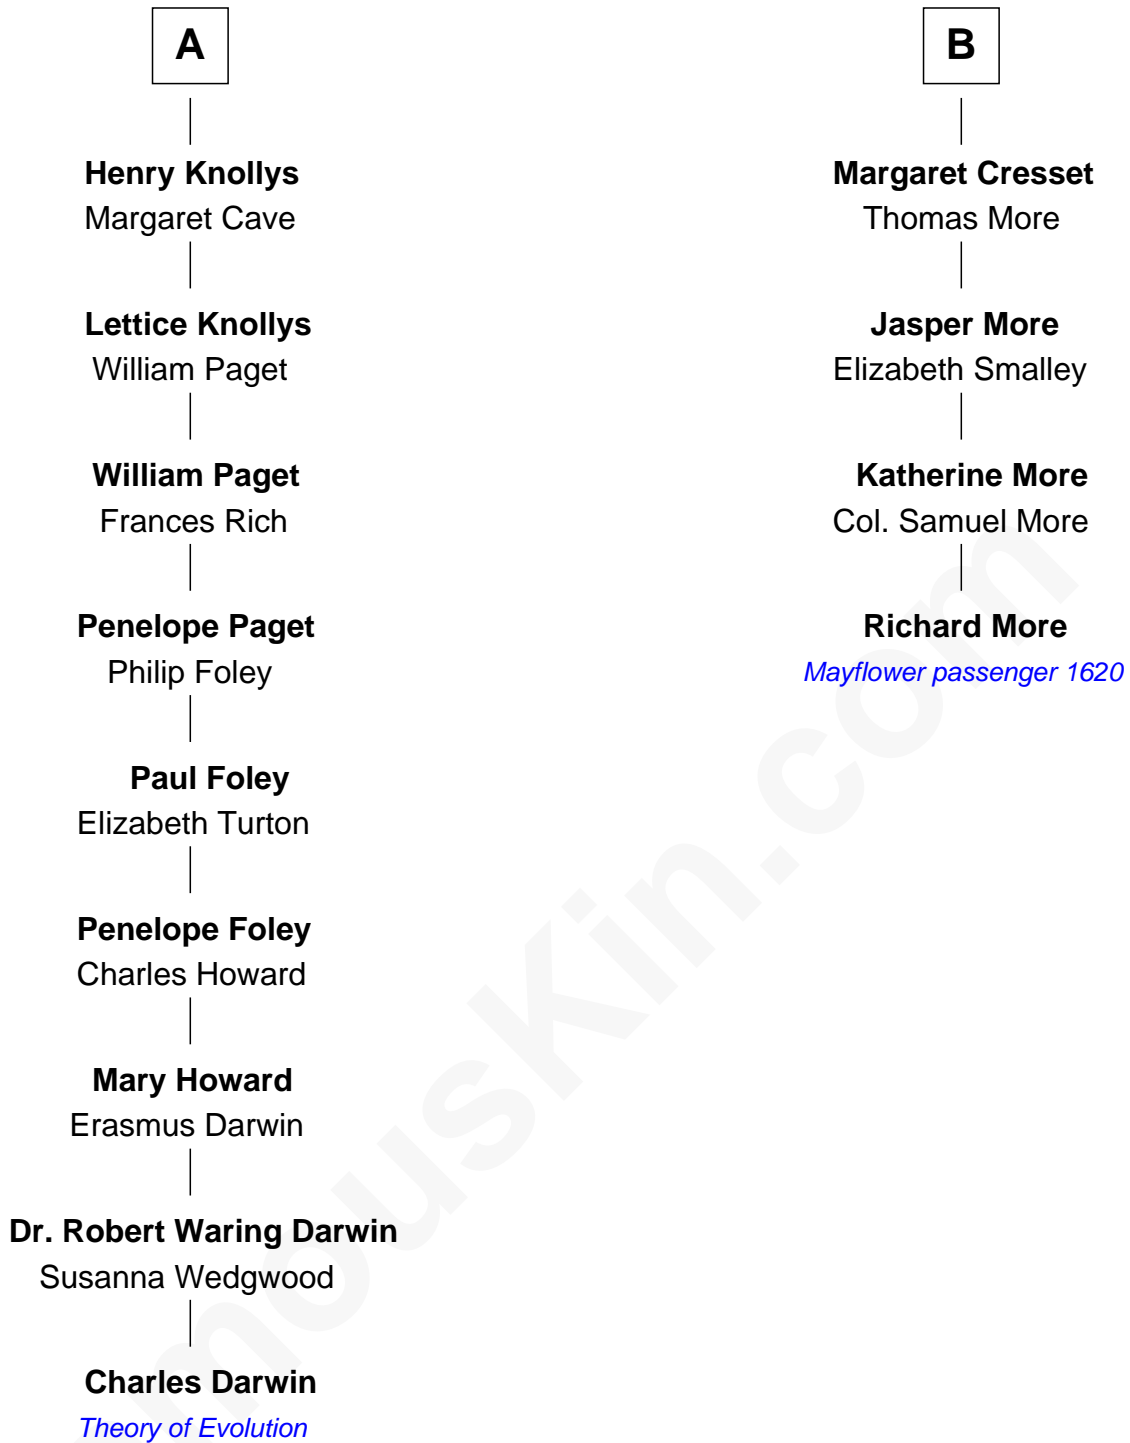 A
Henry Knollys
Margaret Cave
Lettice Knollys
William Paget
William Paget
Frances Rich
Penelope Paget
Philip Foley
Paul Foley
Elizabeth Turton
Penelope Foley
Charles Howard
Mary Howard
Erasmus Darwin
Dr. Robert Waring Darwin
Susanna Wedgwood
Charles Darwin
Theory of Evolution
B
Margaret Cresset
Thomas More
Jasper More
Elizabeth Smalley
Katherine More
Col. Samuel More
Richard More
Mayflower passenger 1620
mousKin.com